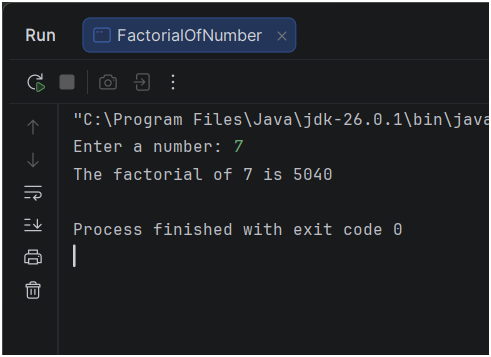 Run
FactorialOfNumber
"C:\Program Files\Java\jdk-26.0.1\bin\java
Enter a number: 7
The factorial of 7 is 5040
Process finished with exit code 0